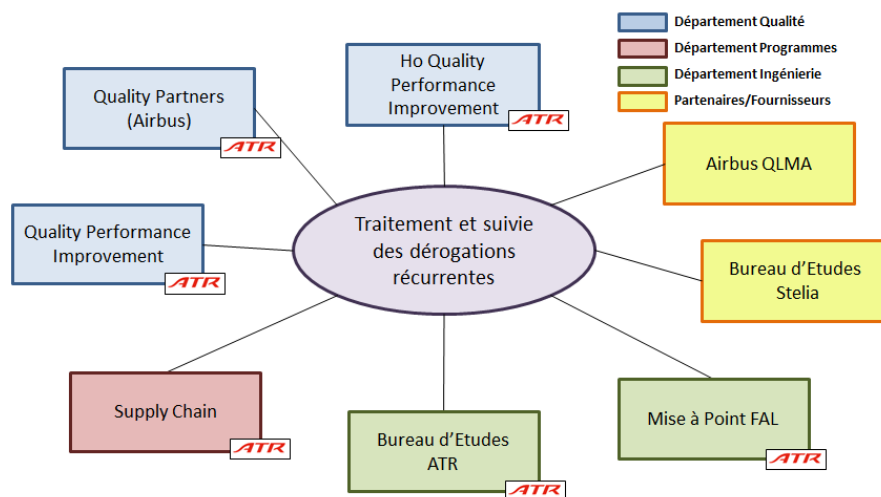 Département Qualité
Département Programmes
Département Ingénierie
Partenaires/Fournisseurs
Ho Quality
Performance
Improvement
ATR
Quality Partners
(Airbus)
ATR
Airbus QLMA
Quality Performance
Improvement
ATR
Traitement et suivie
des dérogations
récurrentes
Bureau d’Etudes
Stelia
Supply Chain
ATR
Bureau d’Etudes
ATR
ATR
Mise à Point FAL
ATR